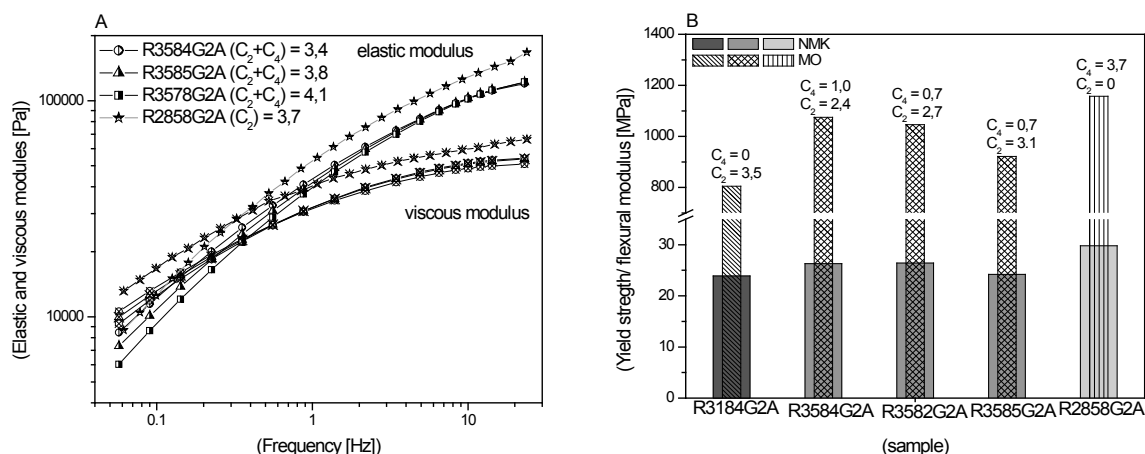 A
R3584G2A (C2+C4) = 3,4
R3585G2A (C2+C4) = 3,8
R3578G2A (C2+C4) = 4,1
R2858G2A (C2) = 3,7
elastic modulus
viscous modulus
100000
10000
0.1
1
10
(Elastic and viscous modules [Pa])
(Frequency [Hz])
B
NMK
MO
1400
1200
1000
800
30
20
10
0
C4 = 0
C2 = 3,5
C4 = 1,0
C2 = 2,4
C4 = 0,7
C2 = 2,7
C4 = 0,7
C2 = 3.1
C4 = 3,7
C2 = 0
R3184G2A
R3584G2A
R3582G2A
R3585G2A
R2858G2A
(Yield stregth/ flexural modulus [MPa])
(sample)